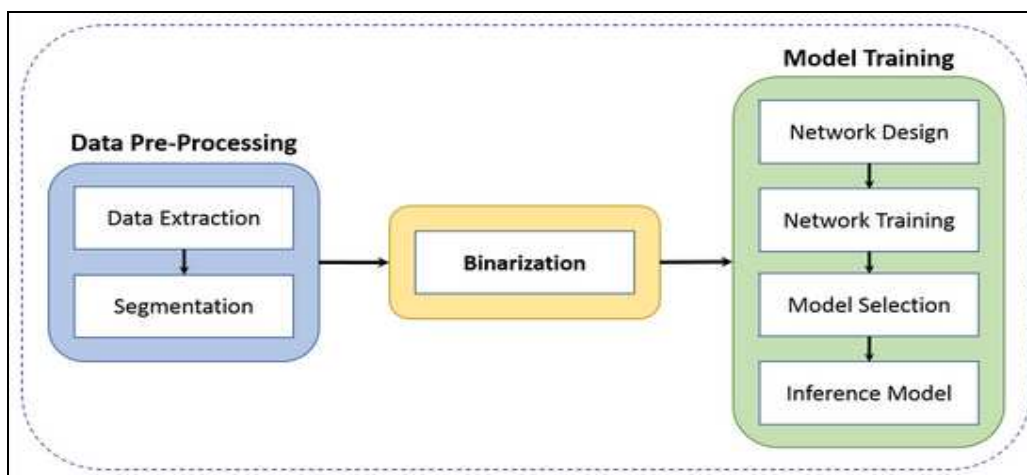 Data Pre-Processing
Data Extraction
Segmentation
Binarization
Model Training
Network Design
Network Training
Model Selection
Inference Model